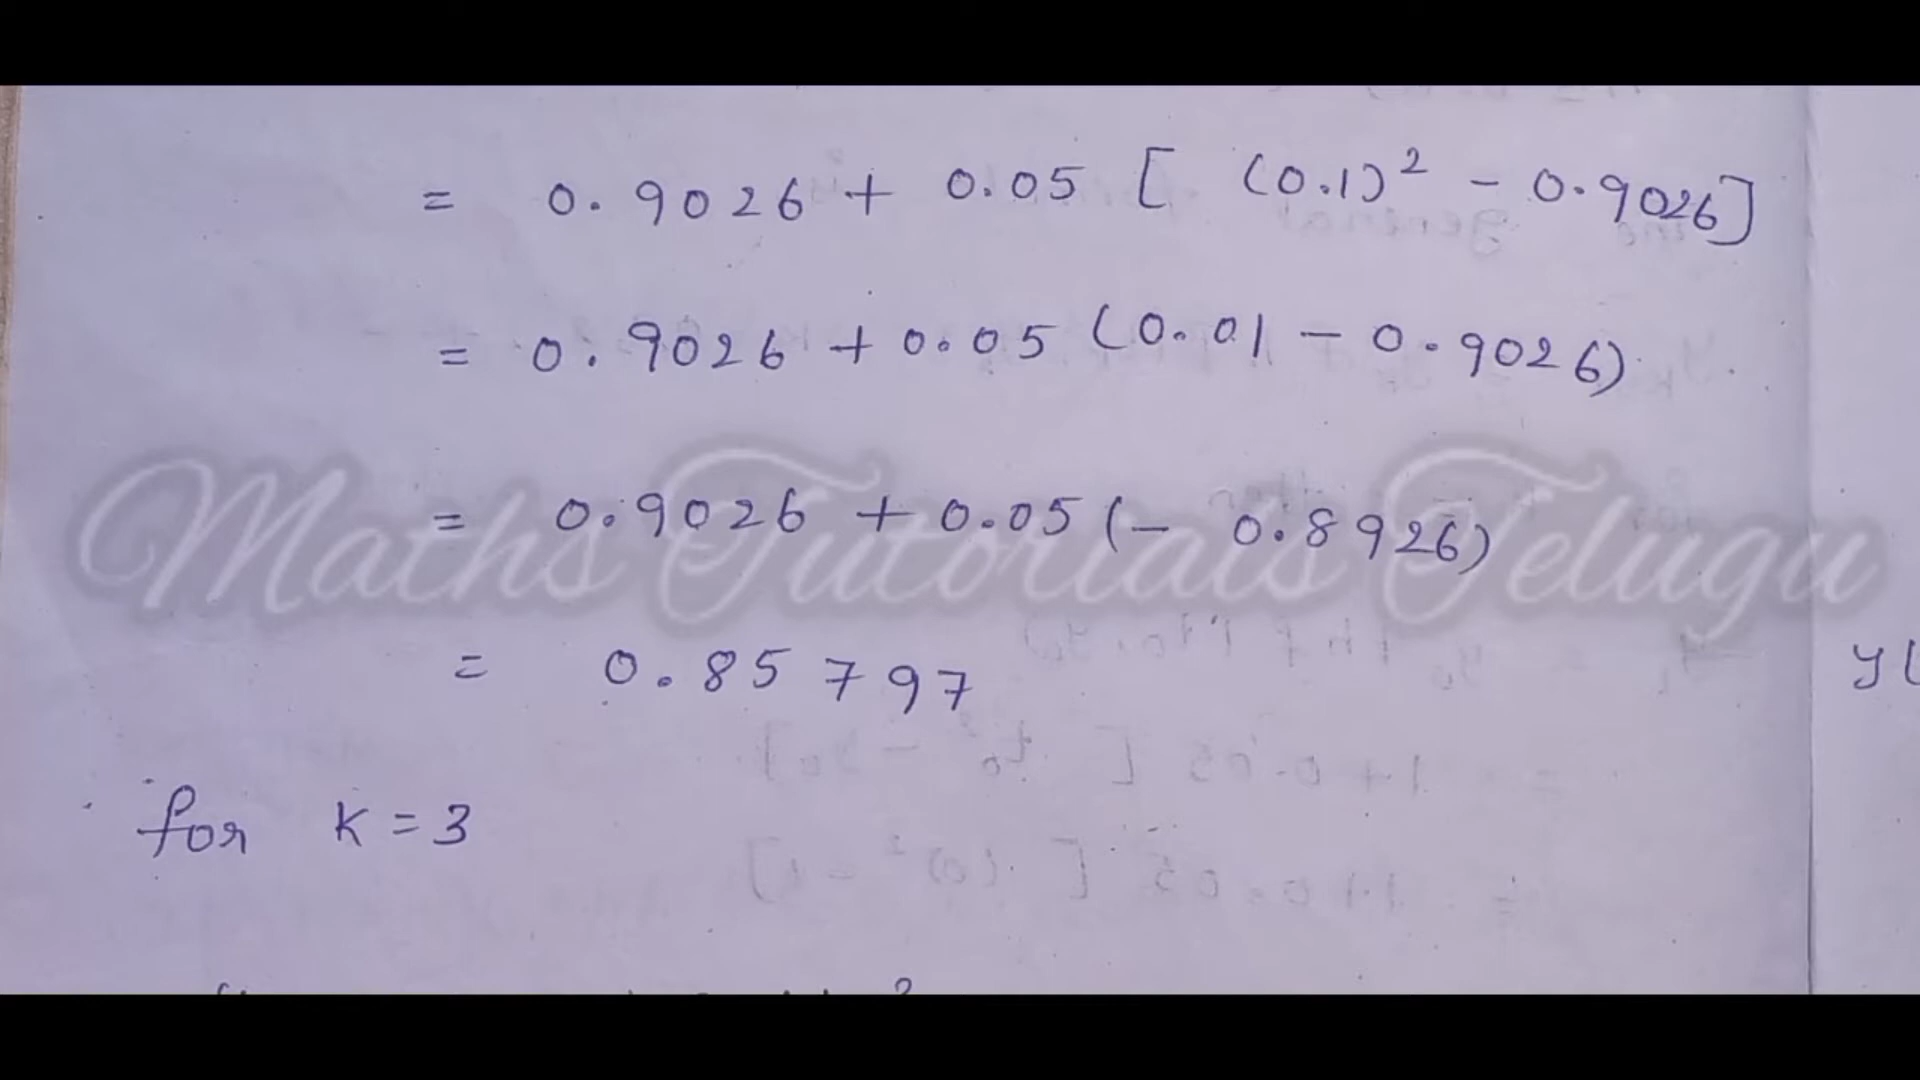 = 0.9026 + 0.05 [ (0.1)² - 0.9026]
= 0.9026 + 0.05 (0.01 - 0.9026)
= 0.9026 + 0.05 (- 0.8926)
Maths Tutorials Telugu
= 0.85797
y(
for K = 3